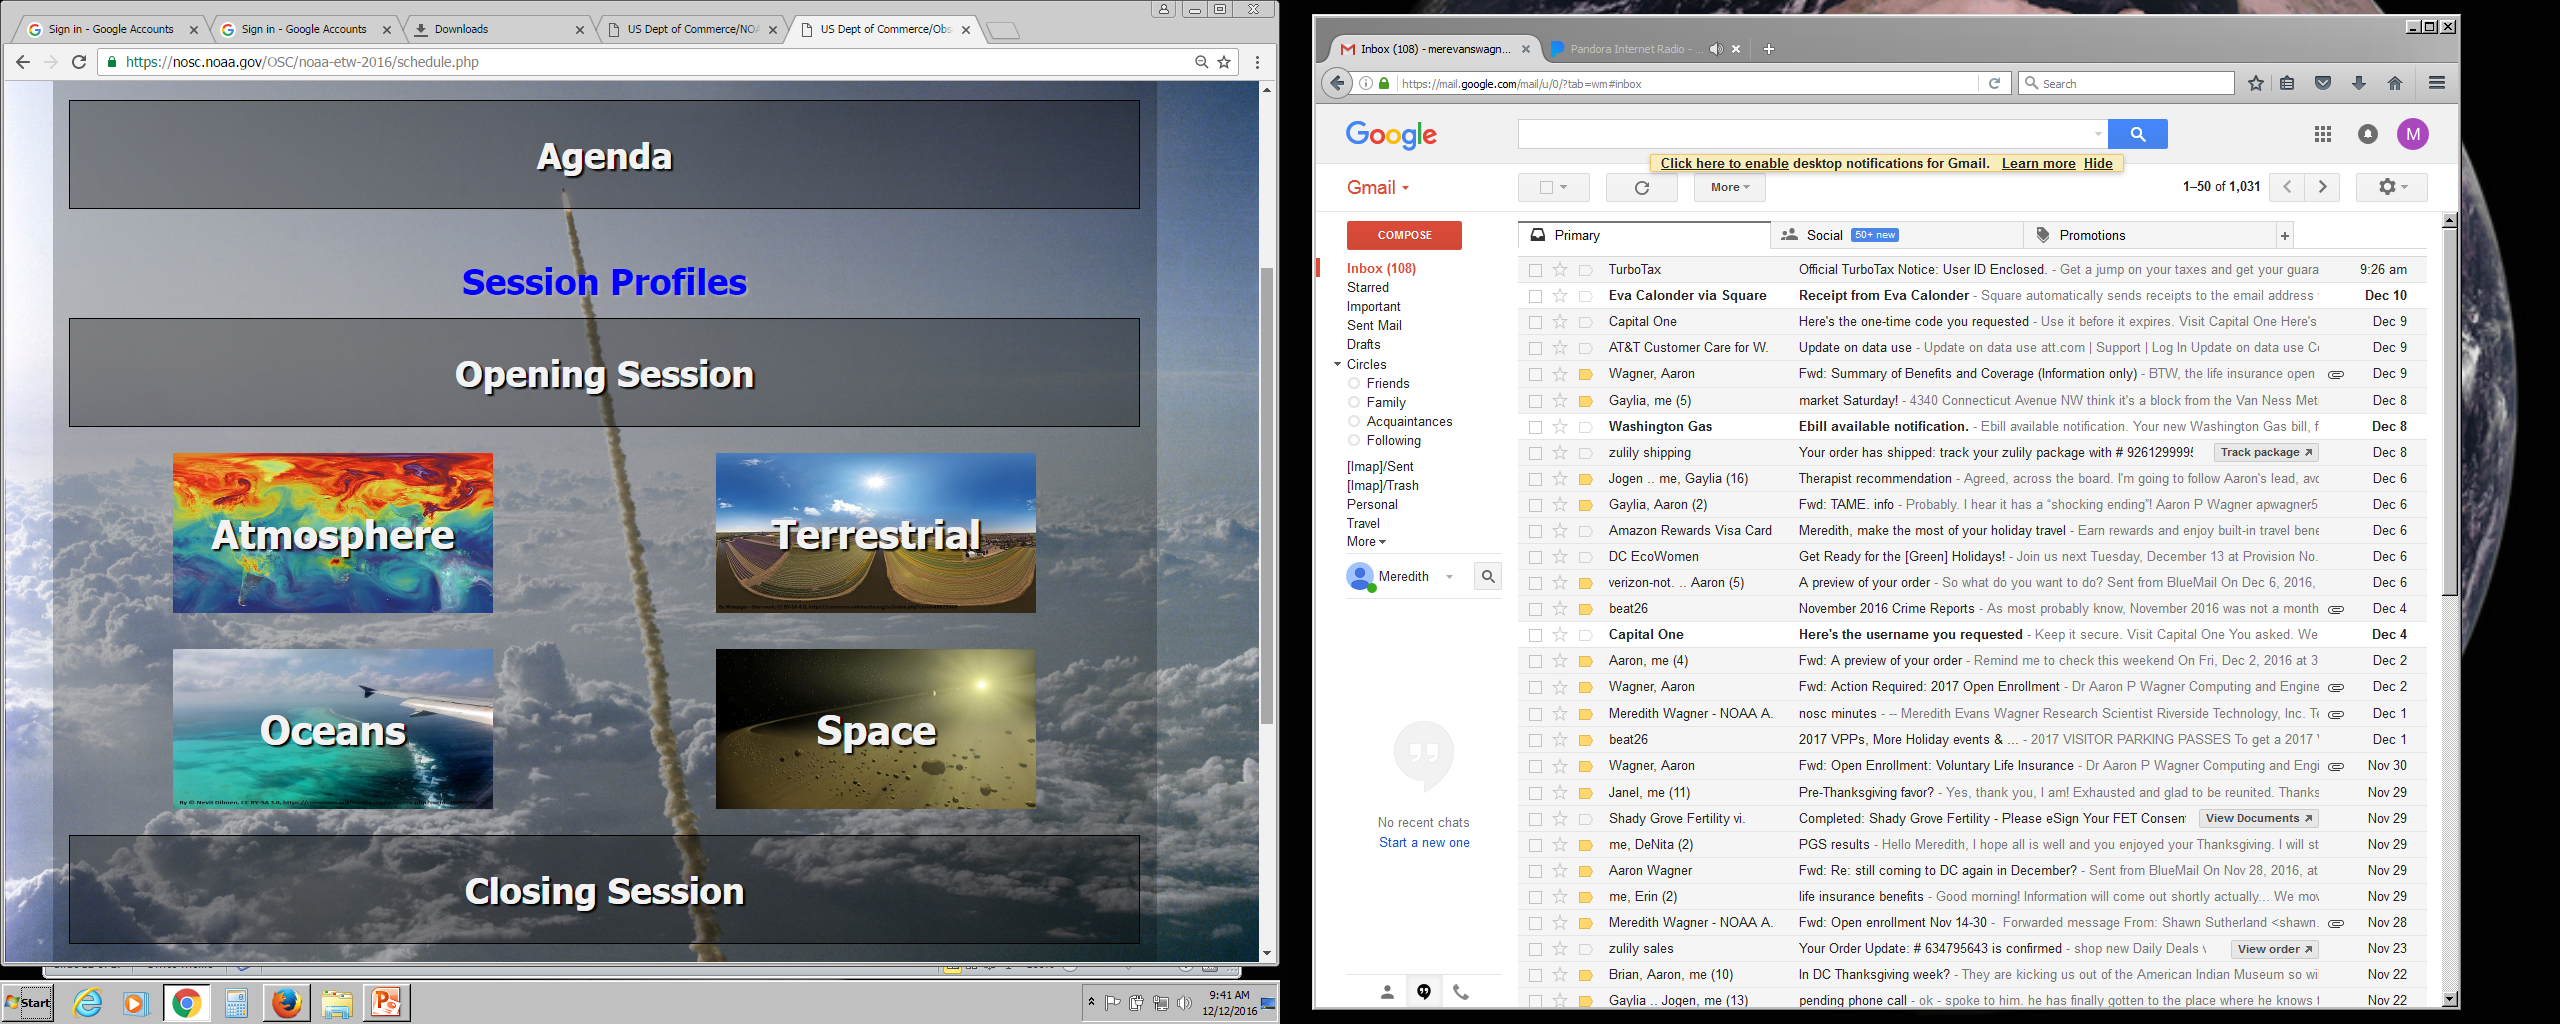 Sign in - Google Accounts
Sign in - Google Accounts
Downloads
US Dept of Commerce/NOA
US Dept of Commerce/Obs
https://nosc.noaa.gov/OSC/noaa-etw-2016/schedule.php
Agenda
Session Profiles
Opening Session
Atmosphere
Terrestrial
Oceans
Space
Closing Session
Start
9:41 AM
12/12/2016
Inbox (108) - merevanswagn...
Pandora Internet Radio - ...
https://mail.google.com/mail/u/0/?tab=wm#inbox
Search
Google
M
Click here to enable desktop notifications for Gmail. Learn more Hide
Gmail
More
1–50 of 1,031
COMPOSE
Inbox (108)
Starred
Important
Sent Mail
Drafts
Circles
Friends
Family
Acquaintances
Following
[Imap]/Sent
[Imap]/Trash
Personal
Travel
More
Meredith
No recent chats
Start a new one
Primary
Social 50+ new
Promotions
+
TurboTax Official TurboTax Notice: User ID Enclosed. - Get a jump on your taxes and get your guara 9:26 am
Eva Calonder via Square Receipt from Eva Calonder - Square automatically sends receipts to the email address Dec 10
Capital One Here's the one-time code you requested - Use it before it expires. Visit Capital One Here's Dec 9
AT&T Customer Care for W. Update on data use - Update on data use att.com | Support | Log In Update on data use Dec 9
Wagner, Aaron Fwd: Summary of Benefits and Coverage (Information only) - BTW, the life insurance open Dec 9
Gaylia, me (5) market Saturday! - 4340 Connecticut Avenue NW think it's a block from the Van Ness Met Dec 8
Washington Gas Ebill available notification. - Ebill available notification. Your new Washington Gas bill, f Dec 8
zulily shipping Your order has shipped: track your zulily package with # 9261299995 Track package Dec 8
Jogen .. me, Gaylia (16) Therapist recommendation - Agreed, across the board. I'm going to follow Aaron's lead, avo Dec 6
Gaylia, Aaron (2) Fwd: TAME. info - Probably. I hear it has a “shocking ending”! Aaron P Wagner apwagner5 Dec 6
Amazon Rewards Visa Card Meredith, make the most of your holiday travel - Earn rewards and enjoy built-in travel bene Dec 6
DC EcoWomen Get Ready for the [Green] Holidays! - Join us next Tuesday, December 13 at Provision No. Dec 6
verizon-not. .. Aaron (5) A preview of your order - So what do you want to do? Sent from BlueMail On Dec 6, 2016, Dec 6
beat26 November 2016 Crime Reports - As most probably know, November 2016 was not a month Dec 4
Capital One Here's the username you requested - Keep it secure. Visit Capital One You asked. We Dec 4
Aaron, me (4) Fwd: A preview of your order - Remind me to check this weekend On Fri, Dec 2, 2016 at 3 Dec 2
Wagner, Aaron Fwd: Action Required: 2017 Open Enrollment - Dr Aaron P Wagner Computing and Engine Dec 2
Meredith Wagner - NOAA A. nosc minutes - -- Meredith Evans Wagner Research Scientist Riverside Technology, Inc. Te Dec 1
beat26 2017 VPPs, More Holiday events & ... - 2017 VISITOR PARKING PASSES To get a 2017 Dec 1
Wagner, Aaron Fwd: Open Enrollment: Voluntary Life Insurance - Dr Aaron P Wagner Computing and Engi Nov 30
Janel, me (11) Pre-Thanksgiving favor? - Yes, thank you, I am! Exhausted and glad to be reunited. Thanks Nov 29
Shady Grove Fertility vi. Completed: Shady Grove Fertility - Please eSign Your FET Consen View Documents Nov 29
me, DeNita (2) PGS results - Hello Meredith, I hope all is well and you enjoyed your Thanksgiving. I will st Nov 29
Aaron Wagner Fwd: Re: still coming to DC again in December? - Sent from BlueMail On Nov 28, 2016, at Nov 29
me, Erin (2) life insurance benefits - Good morning! Information will come out shortly actually... We mov Nov 29
Meredith Wagner - NOAA A. Fwd: Open enrollment Nov 14-30 - Forwarded message From: Shawn Sutherland <shawn. Nov 28
zulily sales Your Order Update: # 634795643 is confirmed - shop new Daily Deals View order Nov 23
Brian, Aaron, me (10) In DC Thanksgiving week? - They are kicking us out of the American Indian Museum so wi Nov 22
Gaylia .. Jogen, me (13) pending phone call - ok - spoke to him. he has finally gotten to the place where he knows Nov 22